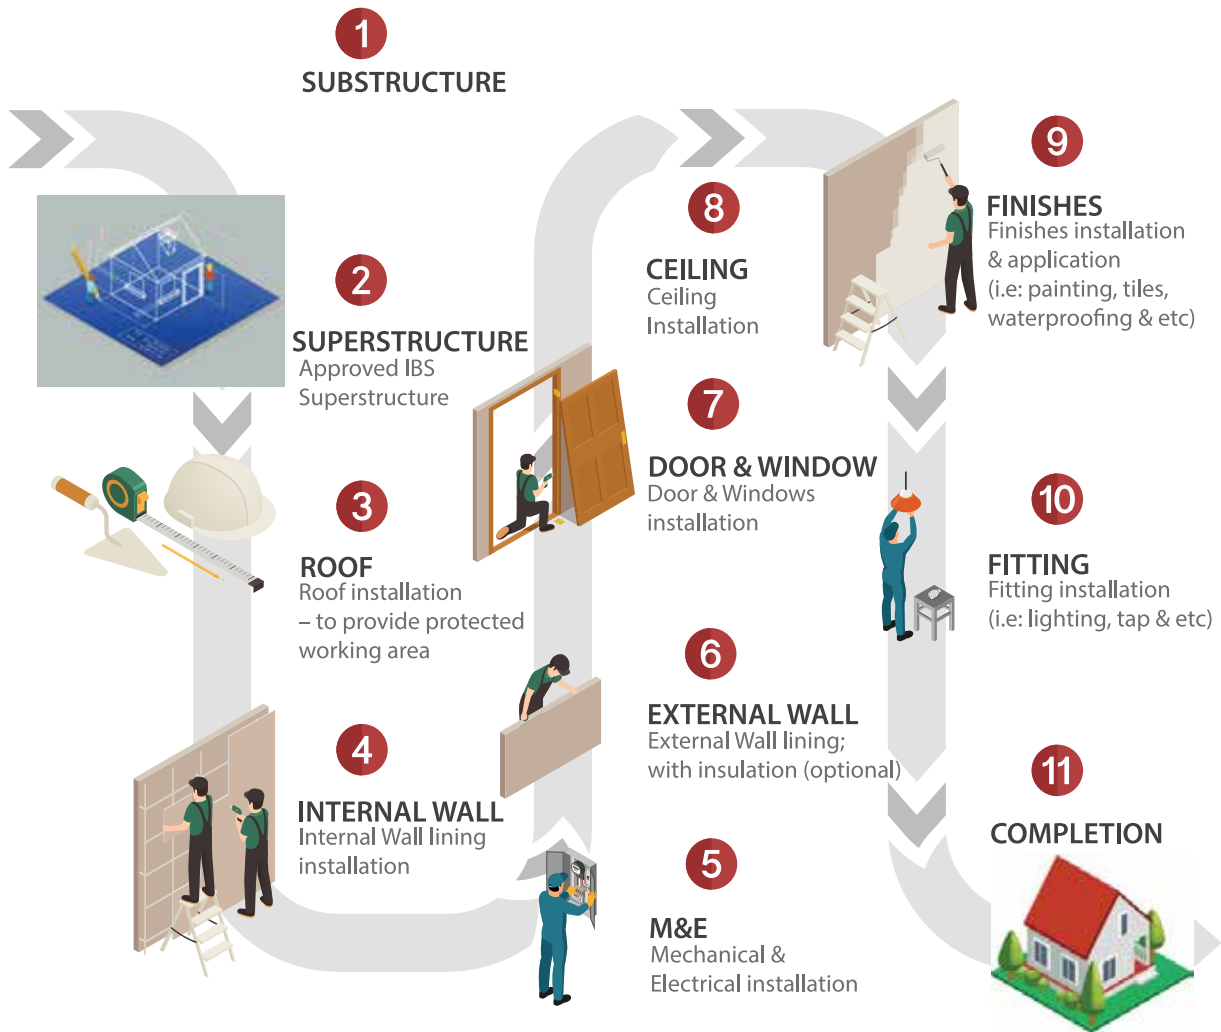 1
SUBSTRUCTURE
2
SUPERSTRUCTURE
Approved IBS
Superstructure
3
ROOF
Roof installation
– to provide protected
working area
4
INTERNAL WALL
Internal Wall lining
installation
5
M&E
Mechanical &
Electrical installation
6
EXTERNAL WALL
External Wall lining;
with insulation (optional)
7
DOOR & WINDOW
Door & Windows
installation
8
CEILING
Ceiling
Installation
9
FINISHES
Finishes installation
& application
(i.e: painting, tiles,
waterproofing & etc)
10
FITTING
Fitting installation
(i.e: lighting, tap & etc)
11
COMPLETION